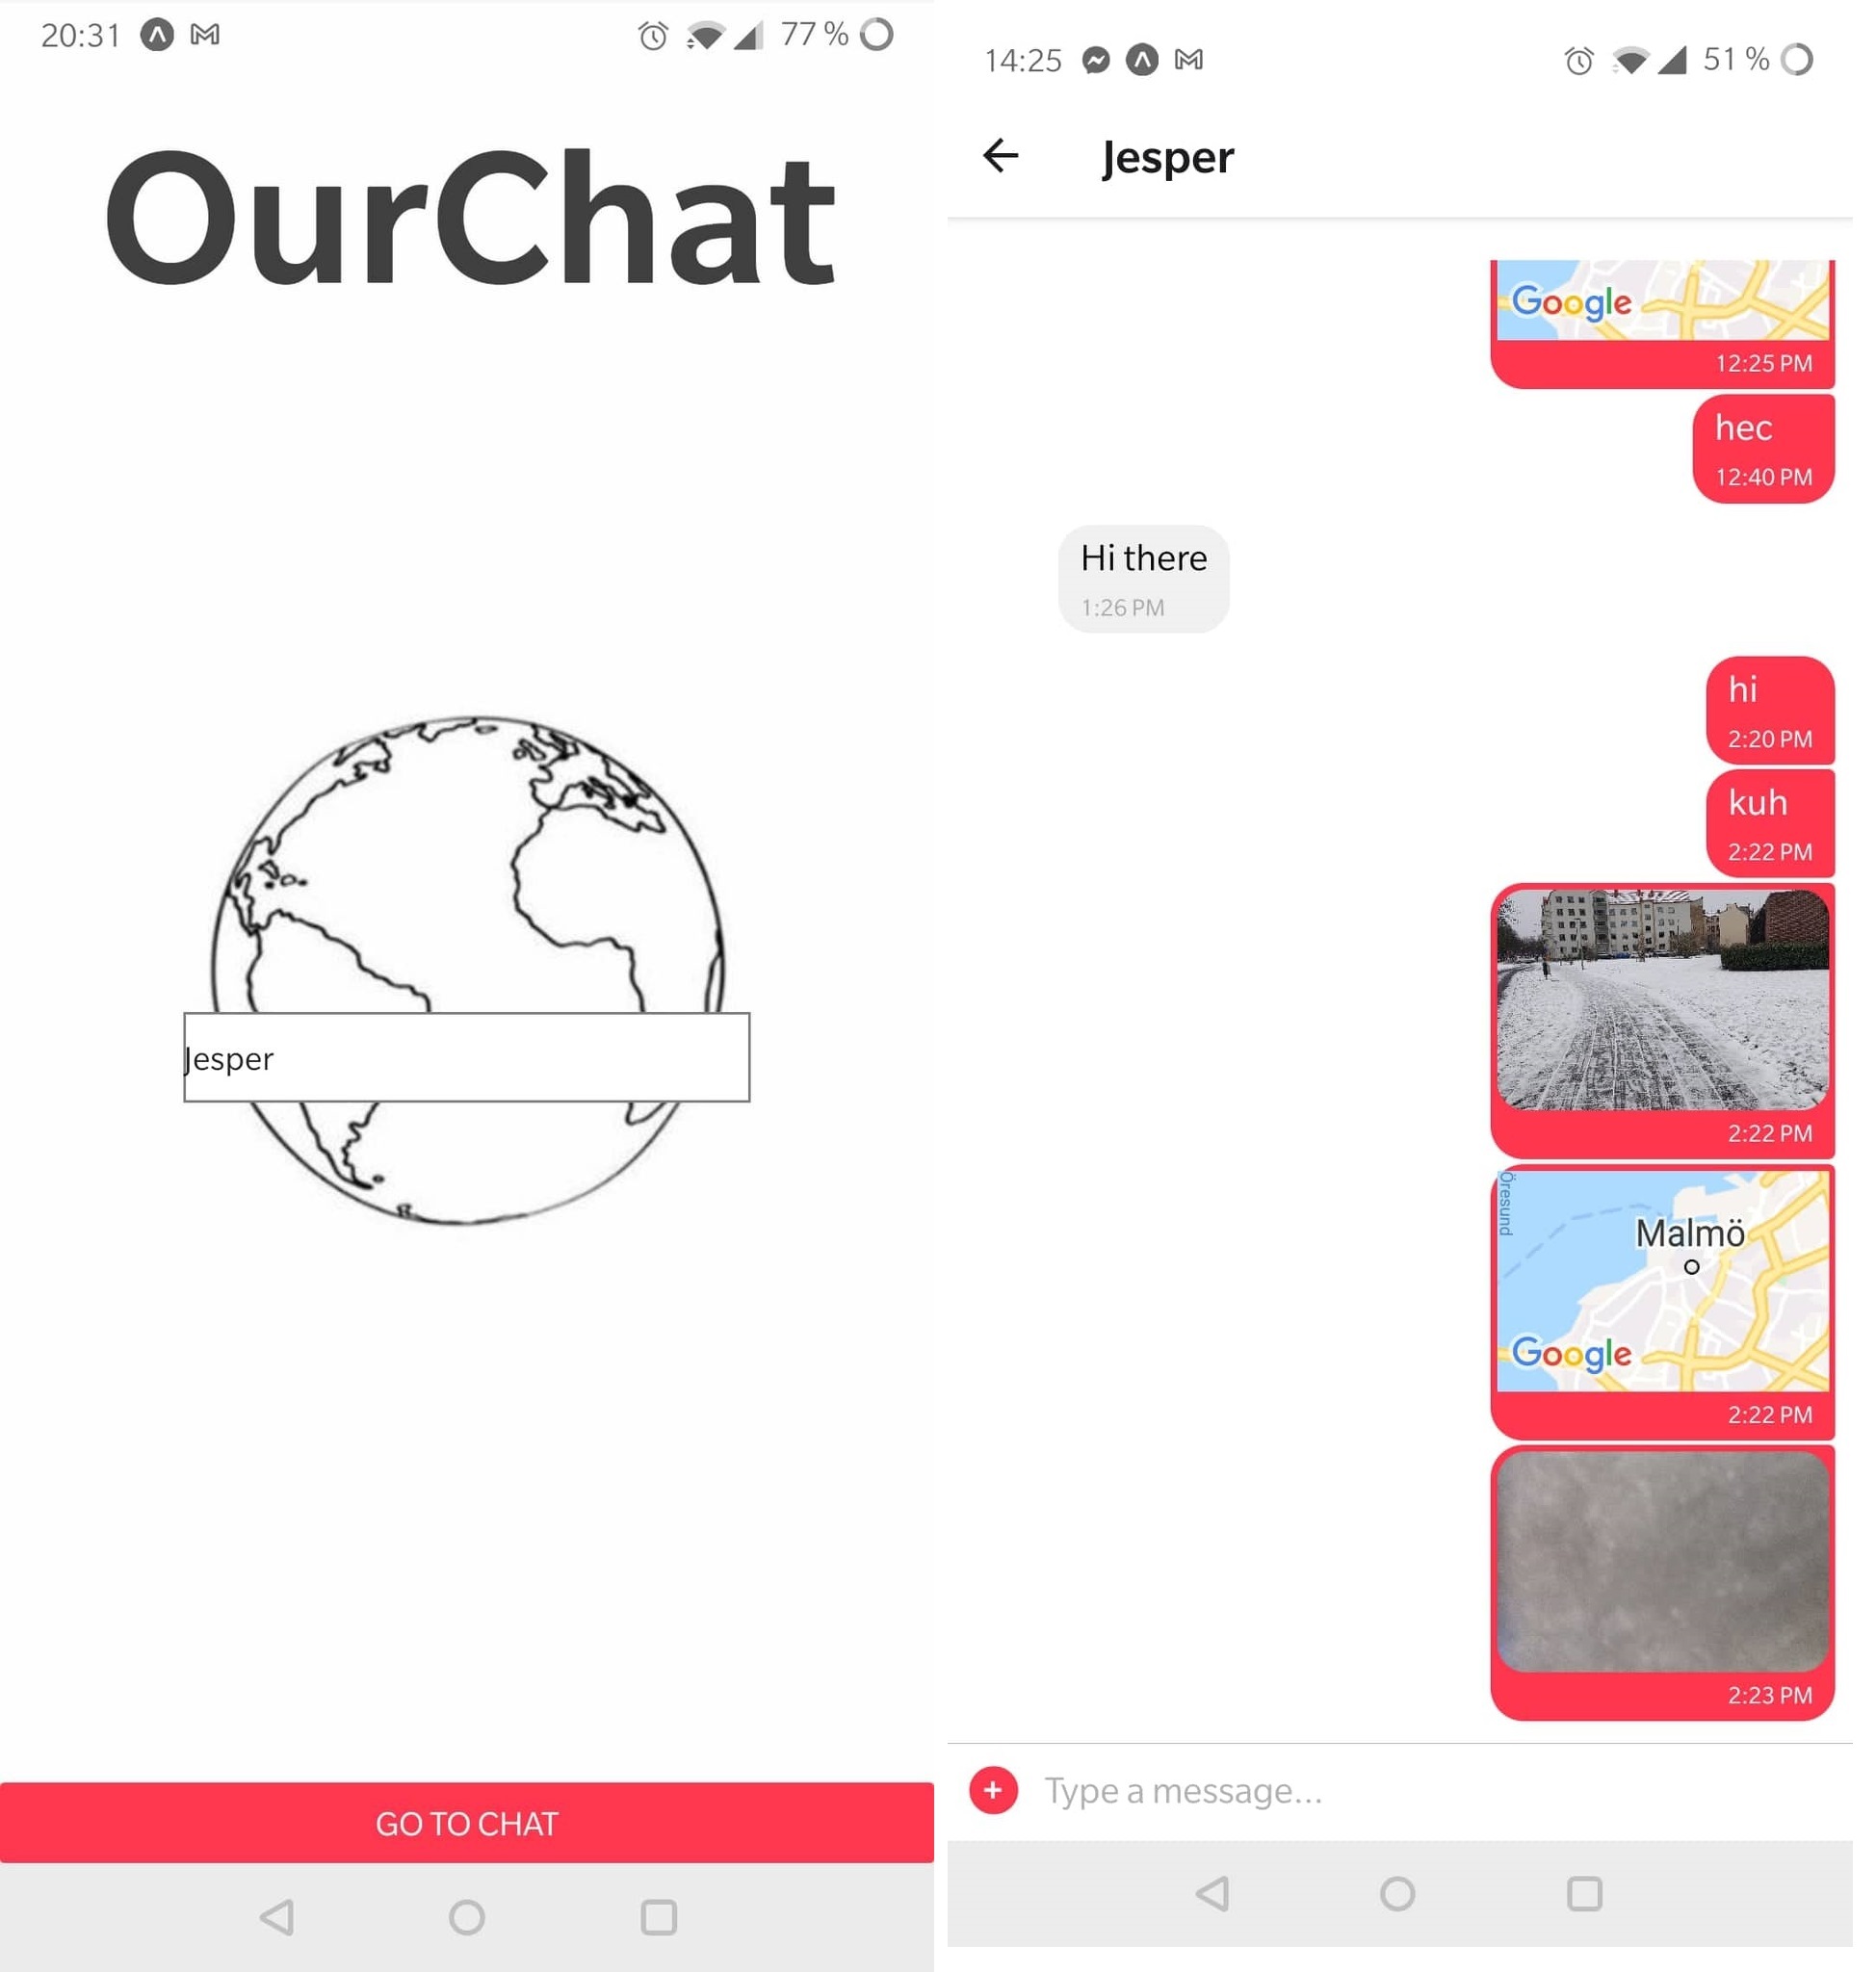 20:31
77 %
OurChat
Jesper
GO TO CHAT
14:25
51 %
Jesper
Google
12:25 PM
hec
12:40 PM
Hi there
1:26 PM
hi
2:20 PM
kuh
2:22 PM
2:22 PM
Öresund
Malmö
Google
2:22 PM
2:23 PM
Type a message...